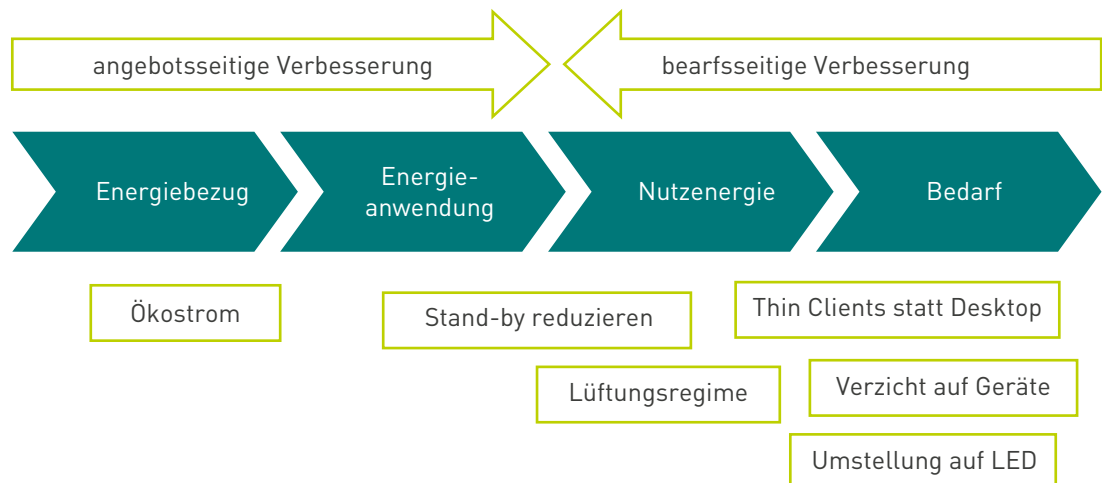 angebotsseitige Verbesserung
bearfsseitige Verbesserung
Energiebezug
Energie-
anwendung
Nutzenergie
Bedarf
Ökostrom
Stand-by reduzieren
Thin Clients statt Desktop
Lüftungsregime
Verzicht auf Geräte
Umstellung auf LED